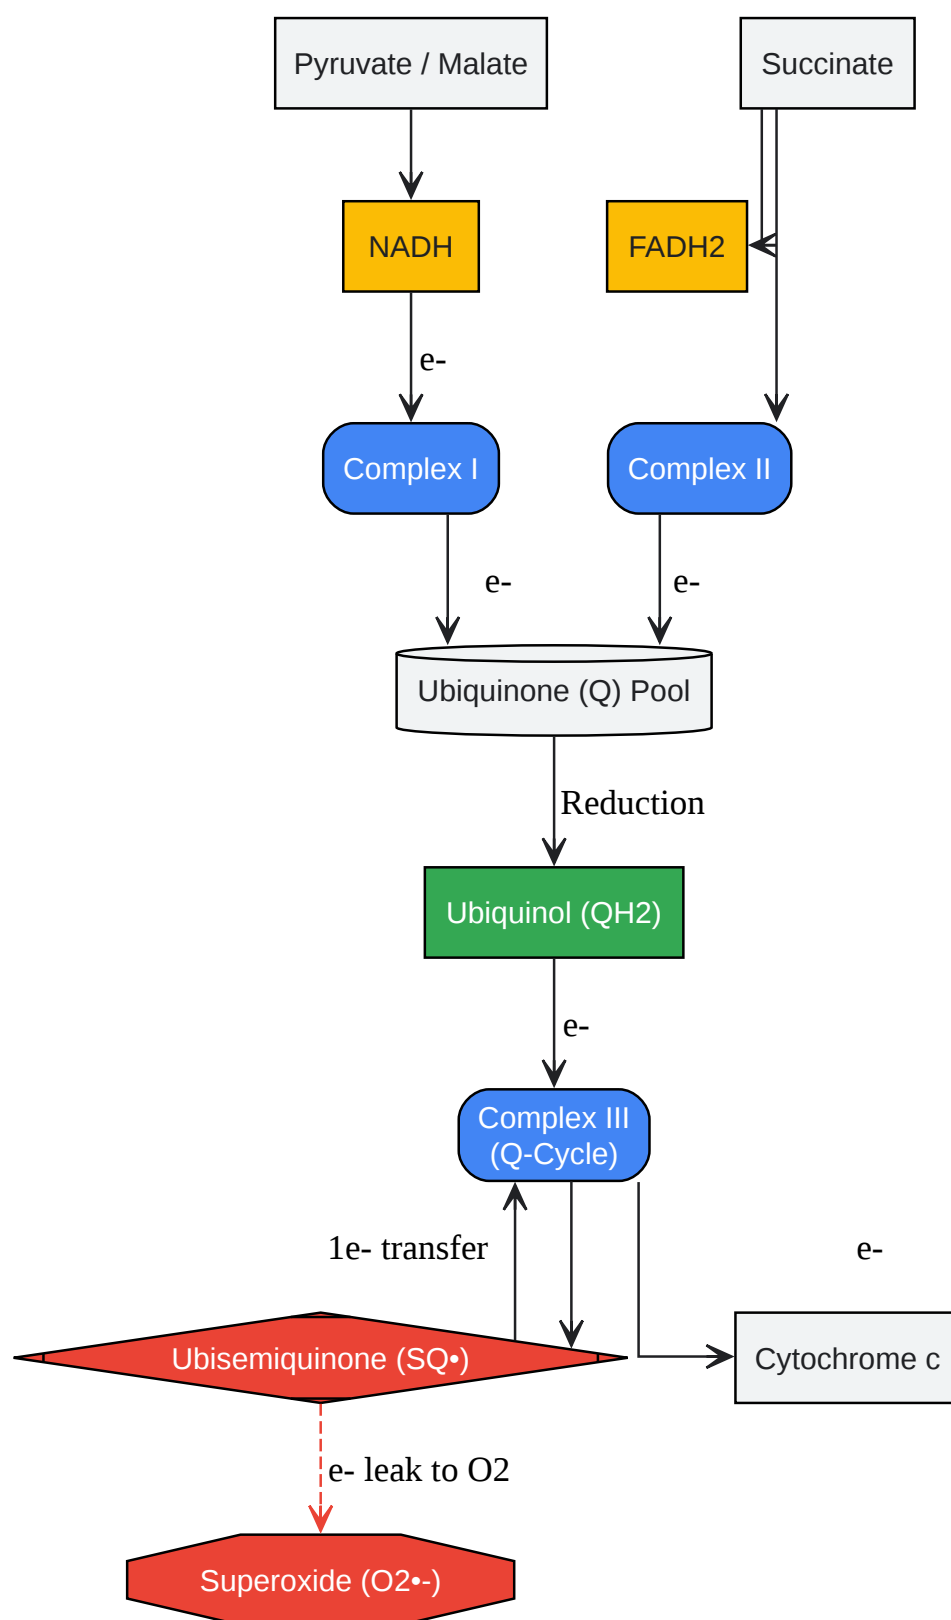 Pyruvate / Malate
Succinate
NADH
FADH2
e-
Complex I
Complex II
e-
e-
Ubiquinone (Q) Pool
Reduction
Ubiquinol (QH2)
e-
Complex III
(Q-Cycle)
1e- transfer
e-
Ubisemiquinone (SQ•)
Cytochrome c
e- leak to O2
Superoxide (O2•-)